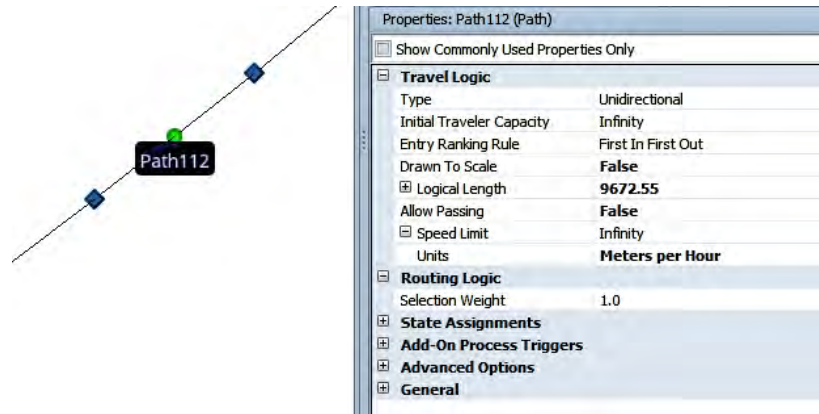 Path112
Properties: Path112 (Path)
Show Commonly Used Properties Only
Travel Logic
Type Unidirectional
Initial Traveler Capacity Infinity
Entry Ranking Rule First In First Out
Drawn To Scale False
Logical Length 9672.55
Allow Passing False
Speed Limit Infinity
Units Meters per Hour
Routing Logic
Selection Weight 1.0
State Assignments
Add-On Process Triggers
Advanced Options
General